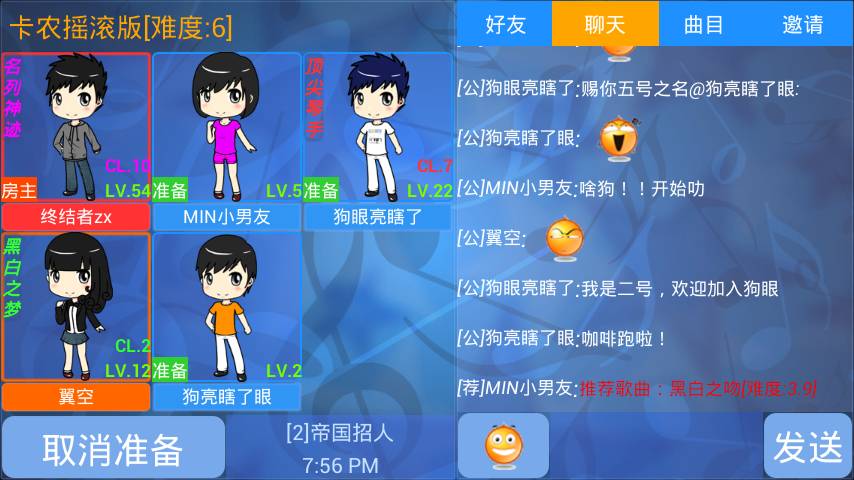 卡农摇滚版[难度:6]
好友
聊天
曲目
邀请
名列神迹
CL.10
房主
LV.54
终结者zx
准备
LV.5
MIN小男友
顶尖琴手
CL.7
准备
LV.22
狗眼亮瞎了
黑白之梦
CL.2
LV.12
翼空
准备
LV.2
狗亮瞎了眼
取消准备
[2]帝国招人
7:56 PM
[公]狗眼亮瞎了:赐你五号之名@狗亮瞎了眼:
[公]狗亮瞎了眼:
[公]MIN小男友:啥狗！！开始叻
[公]翼空:
[公]狗眼亮瞎了:我是二号，欢迎加入狗眼
[公]狗亮瞎了眼:咖啡跑啦！
[荐]MIN小男友:推荐歌曲：黑白之吻[难度:3.9]
发送